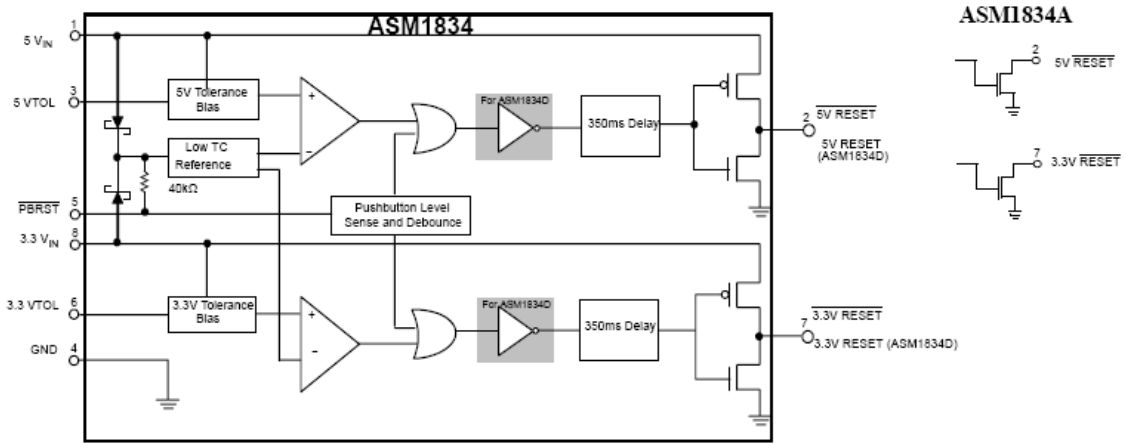 ASM1834
ASM1834A
1
5 VIN
3
5 VTOL
5V Tolerance
Bias
For ASM1834D
350ms Delay
2
5V RESET
5V RESET
(ASM1834D)
Low TC
Reference
40kΩ
5
PBRST
Pushbutton Level
Sense and Debounce
8
3.3 VIN
6
3.3 VTOL
3.3V Tolerance
Bias
For ASM1834D
350ms Delay
7
3.3V RESET
3.3V RESET (ASM1834D)
4
GND
+
−
+
−
2
5V RESET
7
3.3V RESET